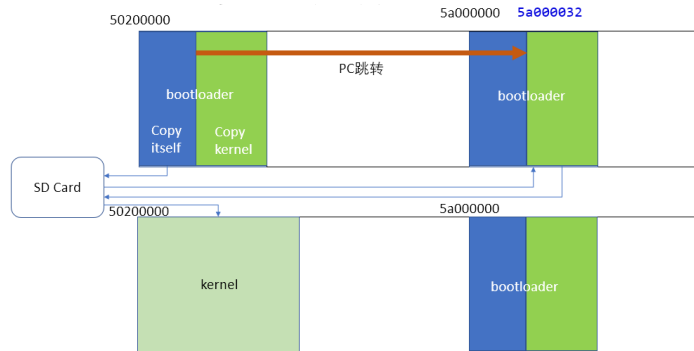 50200000
5a000000
5a000032
PC跳转
bootloader
bootloader
Copy
itself
Copy
kernel
SD Card
50200000
5a000000
kernel
bootloader